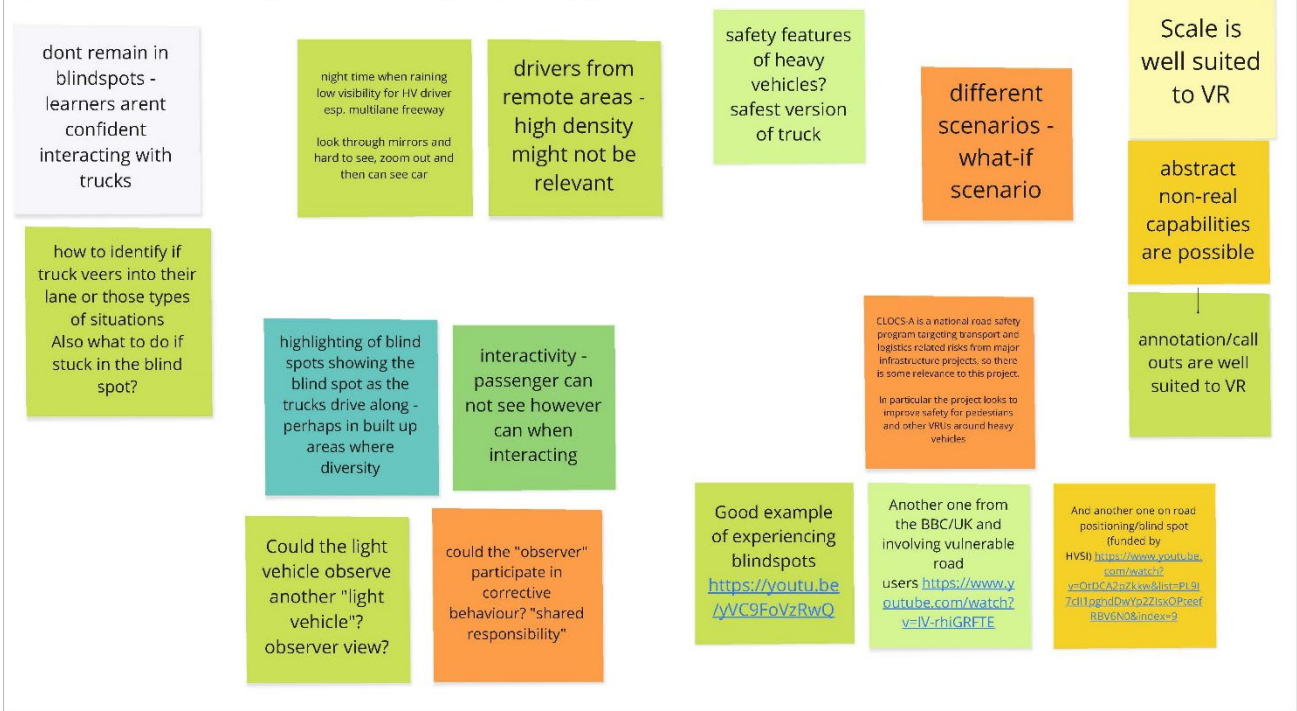 dont remain in
blindspots -
learners arent
confident
interacting with
trucks
how to identify if
truck veers into their
lane or those types
of situations
Also what to do if
stuck in the blind
spot?
night time when raining
low visibility for HV driver
esp. multilane freeway
look through mirrors and
hard to see, zoom out and
then can see car
drivers from
remote areas -
high density
might not be
relevant
highlighting of blind
spots showing the
blind spot as the
trucks drive along -
perhaps in built up
areas where
diversity
interactivity -
passenger can
not see however
can when
interacting
Could the light
vehicle observe
another "light
vehicle"?
observer view?
could the "observer"
participate in
corrective
behaviour? "shared
responsibility"
safety features
of heavy
vehicles?
safest version
of truck
different
scenarios -
what-if
scenario
Scale is
well suited
to VR
abstract
non-real
capabilities
are possible
annotation/call
outs are well
suited to VR
CLOCS-A is a national road safety
program targeting transport and
logistics related risks from major
infrastructure projects, so there
is some relevance to this project.
In particular the project looks to
improve safety for pedestians
and other VRUs around heavy
vehicles
Good example
of experiencing
blindspots
https://youtu.be
/yVC9FoVzRwQ
Another one from
the BBC/UK and
involving vulnerable
road
users https://www.y
outube.com/watch?
v=IV-rhiGRFTE
And another one on road
positioning/blind spot
(funded by
HVSI) https://www.youtube.
com/watch?